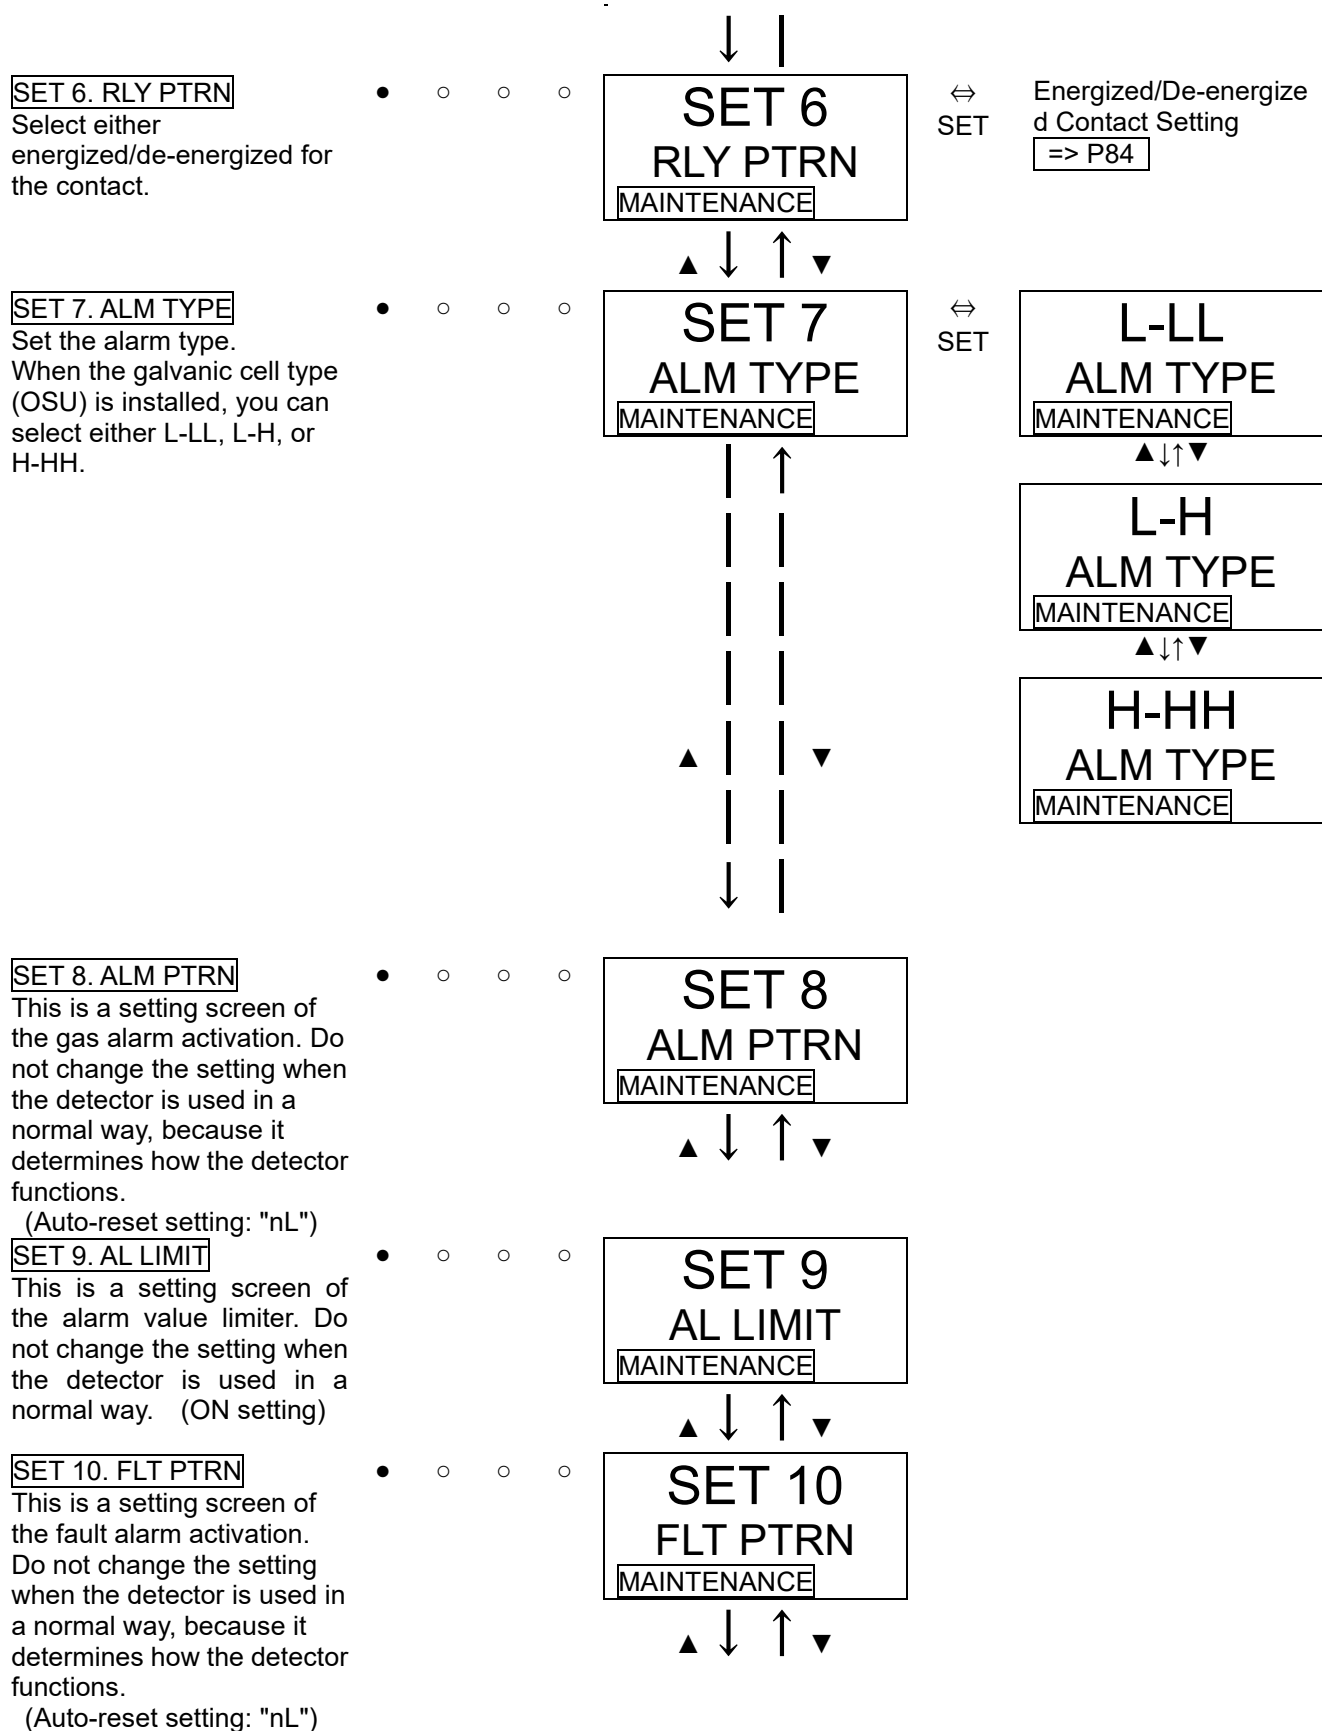 SET 6. RLY PTRN
Select either
energized/de-energized for
the contact.
● ○ ○ ○
SET 6
RLY PTRN
MAINTENANCE
⇔
SET
Energized/De-energize
d Contact Setting
=> P84
▲ ↓ ↑ ▼
SET 7. ALM TYPE
Set the alarm type.
When the galvanic cell type
(OSU) is installed, you can
select either L-LL, L-H, or
H-HH.
● ○ ○ ○
SET 7
ALM TYPE
MAINTENANCE
⇔
SET
L-LL
ALM TYPE
MAINTENANCE
▲↓↑▼
L-H
ALM TYPE
MAINTENANCE
▲↓↑▼
H-HH
ALM TYPE
MAINTENANCE
▲ ▼
SET 8. ALM PTRN
This is a setting screen of
the gas alarm activation. Do
not change the setting when
the detector is used in a
normal way, because it
determines how the detector
functions.
(Auto-reset setting: "nL")
● ○ ○ ○
SET 8
ALM PTRN
MAINTENANCE
▲ ↓ ↑ ▼
SET 9. AL LIMIT
This is a setting screen of
the alarm value limiter. Do
not change the setting when
the detector is used in a
normal way. (ON setting)
● ○ ○ ○
SET 9
AL LIMIT
MAINTENANCE
▲ ↓ ↑ ▼
SET 10. FLT PTRN
This is a setting screen of
the fault alarm activation.
Do not change the setting
when the detector is used in
a normal way, because it
determines how the detector
functions.
(Auto-reset setting: "nL")
● ○ ○ ○
SET 10
FLT PTRN
MAINTENANCE
▲ ↓ ↑ ▼